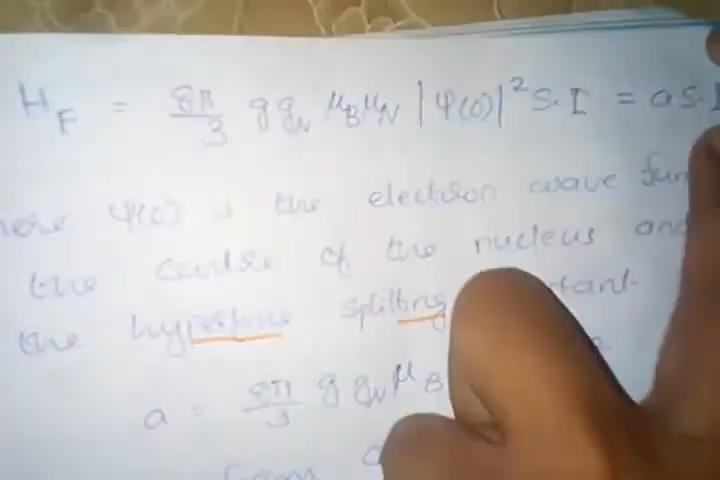 H_F = 8π/3 g g_N μ_B μ_N |Ψ(0)|² S.I = a S.I
Ψ(0) is the electron wave fun
the centre of the nucleus and
the hyperfine splitting
a = 8π/3 g g_N μ_B
from